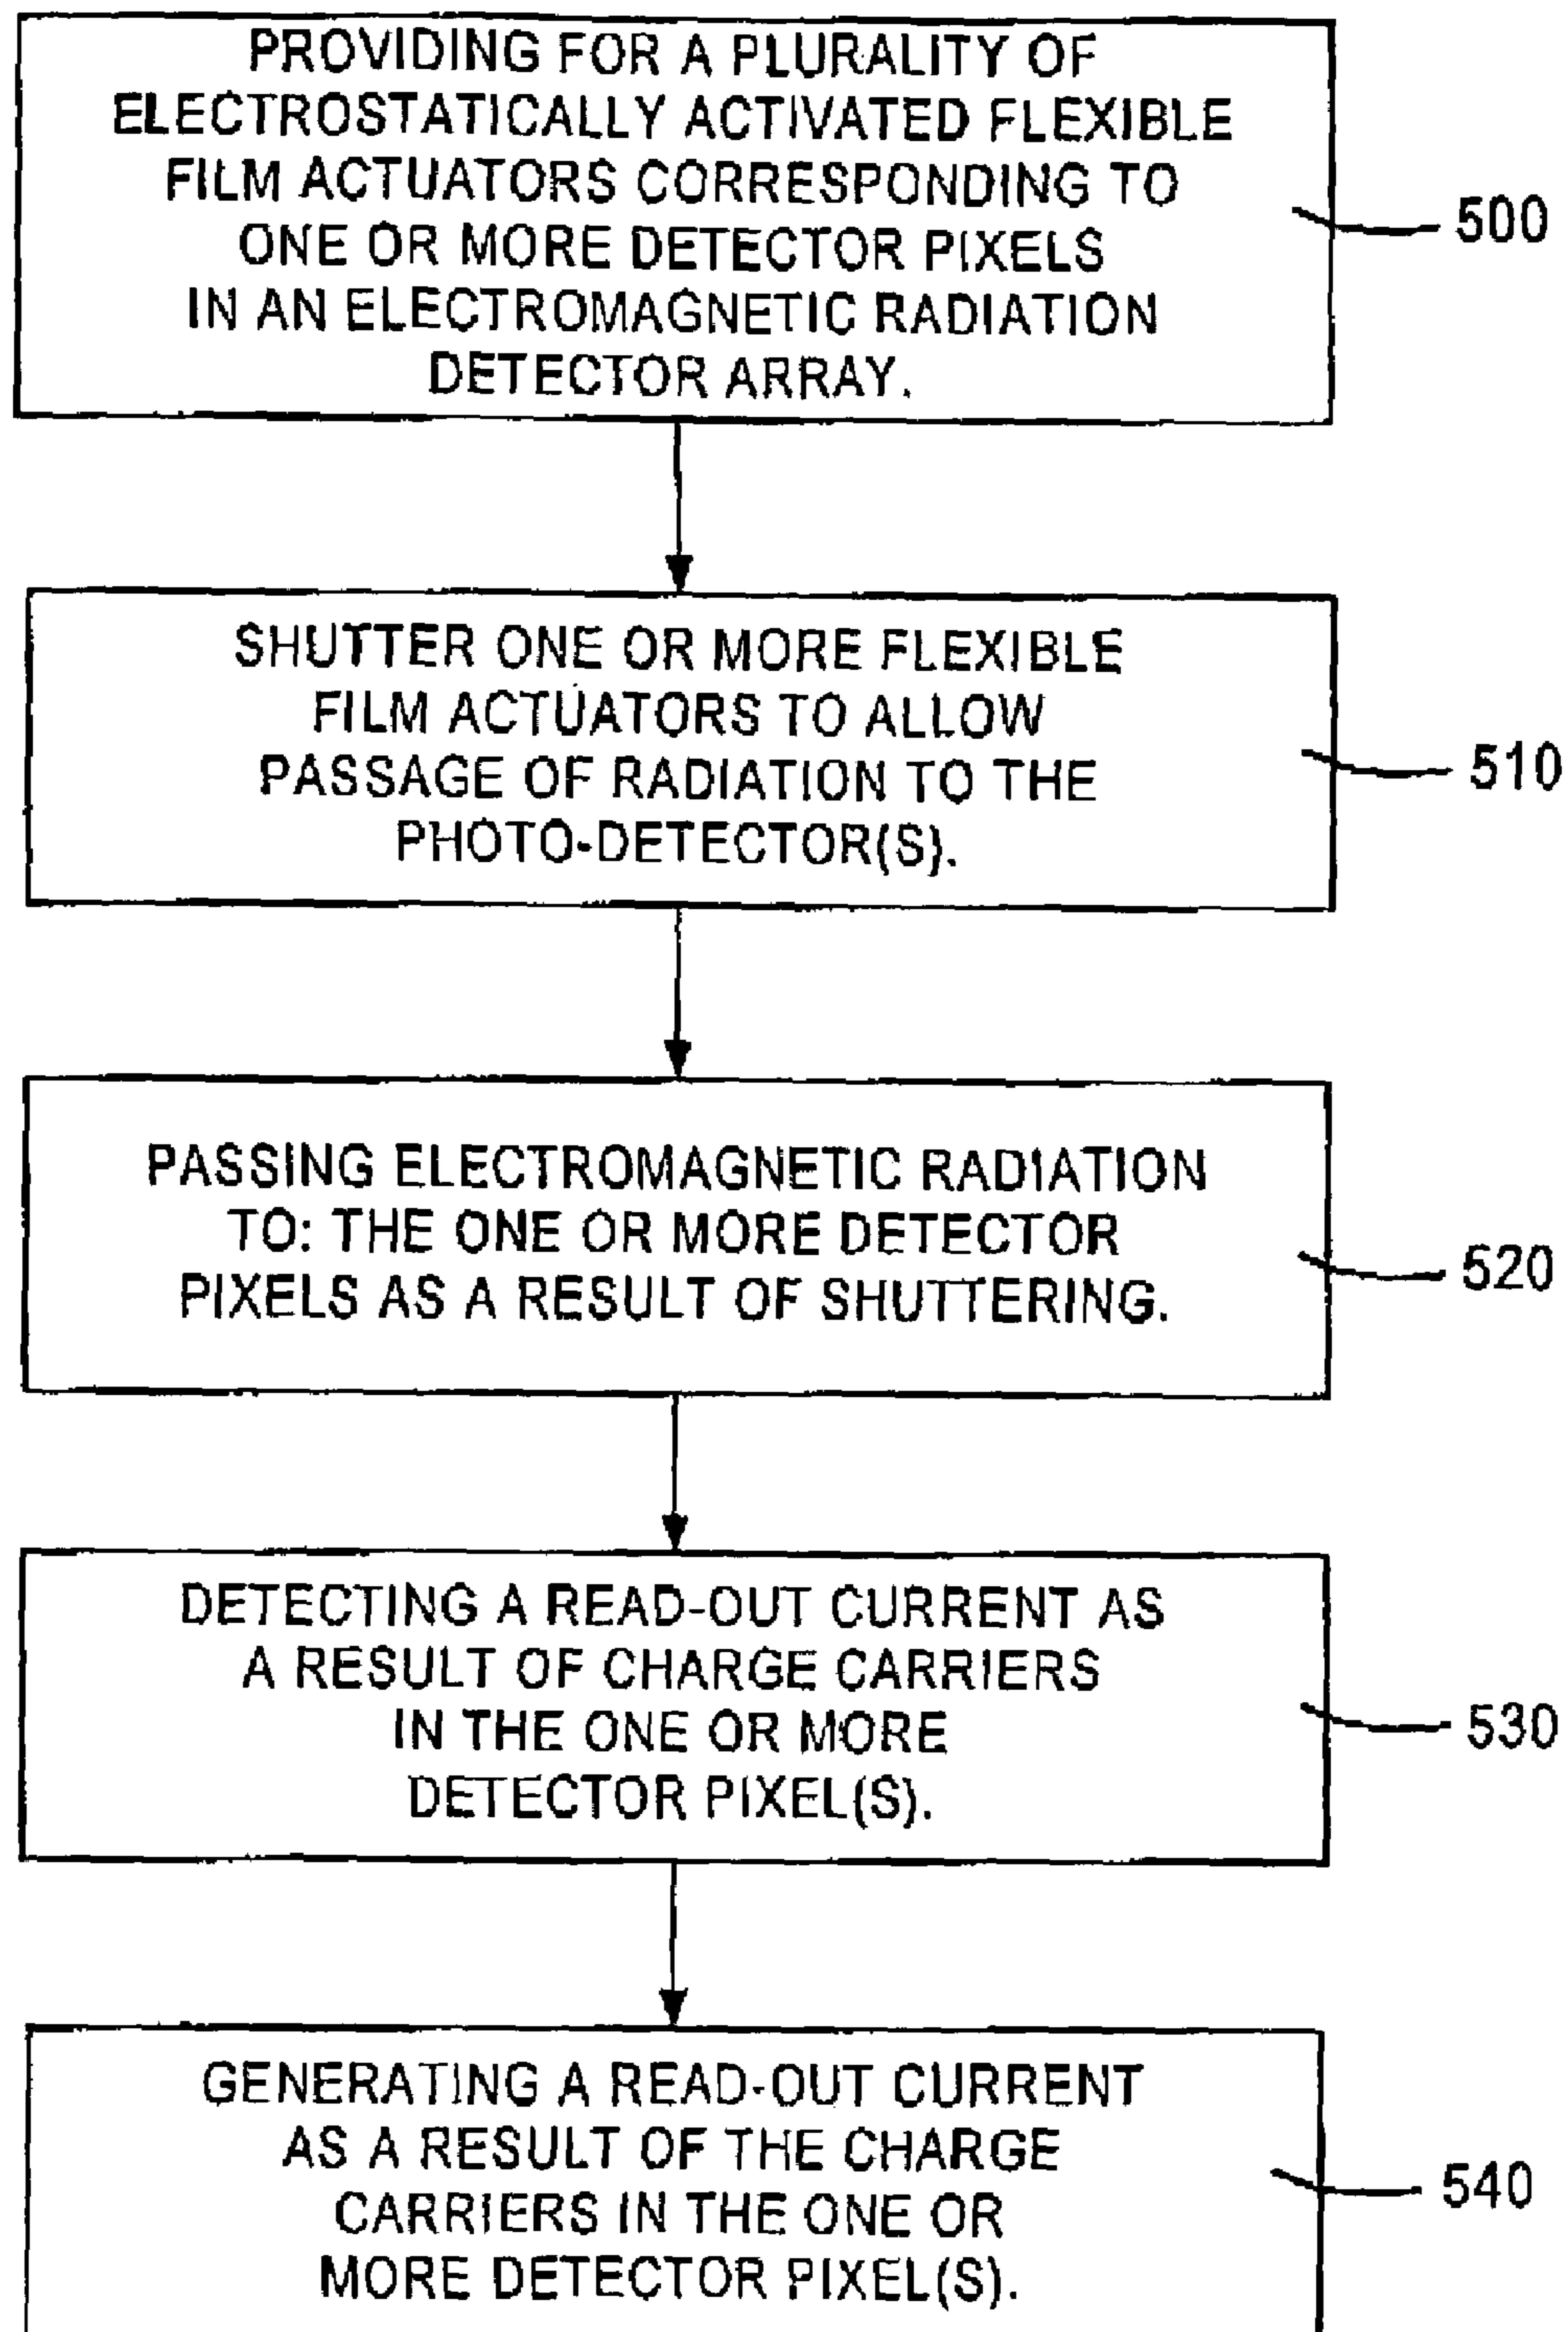 PROVIDING FOR A PLURALITY OF
ELECTROSTATICALLY ACTIVATED FLEXIBLE
FILM ACTUATORS CORRESPONDING TO
ONE OR MORE DETECTOR PIXELS
IN AN ELECTROMAGNETIC RADIATION
DETECTOR ARRAY.
500
SHUTTER ONE OR MORE FLEXIBLE
FILM ACTUATORS TO ALLOW
PASSAGE OF RADIATION TO THE
PHOTO-DETECTOR(S).
510
PASSING ELECTROMAGNETIC RADIATION
TO: THE ONE OR MORE DETECTOR
PIXELS AS A RESULT OF SHUTTERING.
520
DETECTING A READ-OUT CURRENT AS
A RESULT OF CHARGE CARRIERS
IN THE ONE OR MORE
DETECTOR PIXEL(S).
530
GENERATING A READ-OUT CURRENT
AS A RESULT OF THE CHARGE
CARRIERS IN THE ONE OR
MORE DETECTOR PIXEL(S).
540